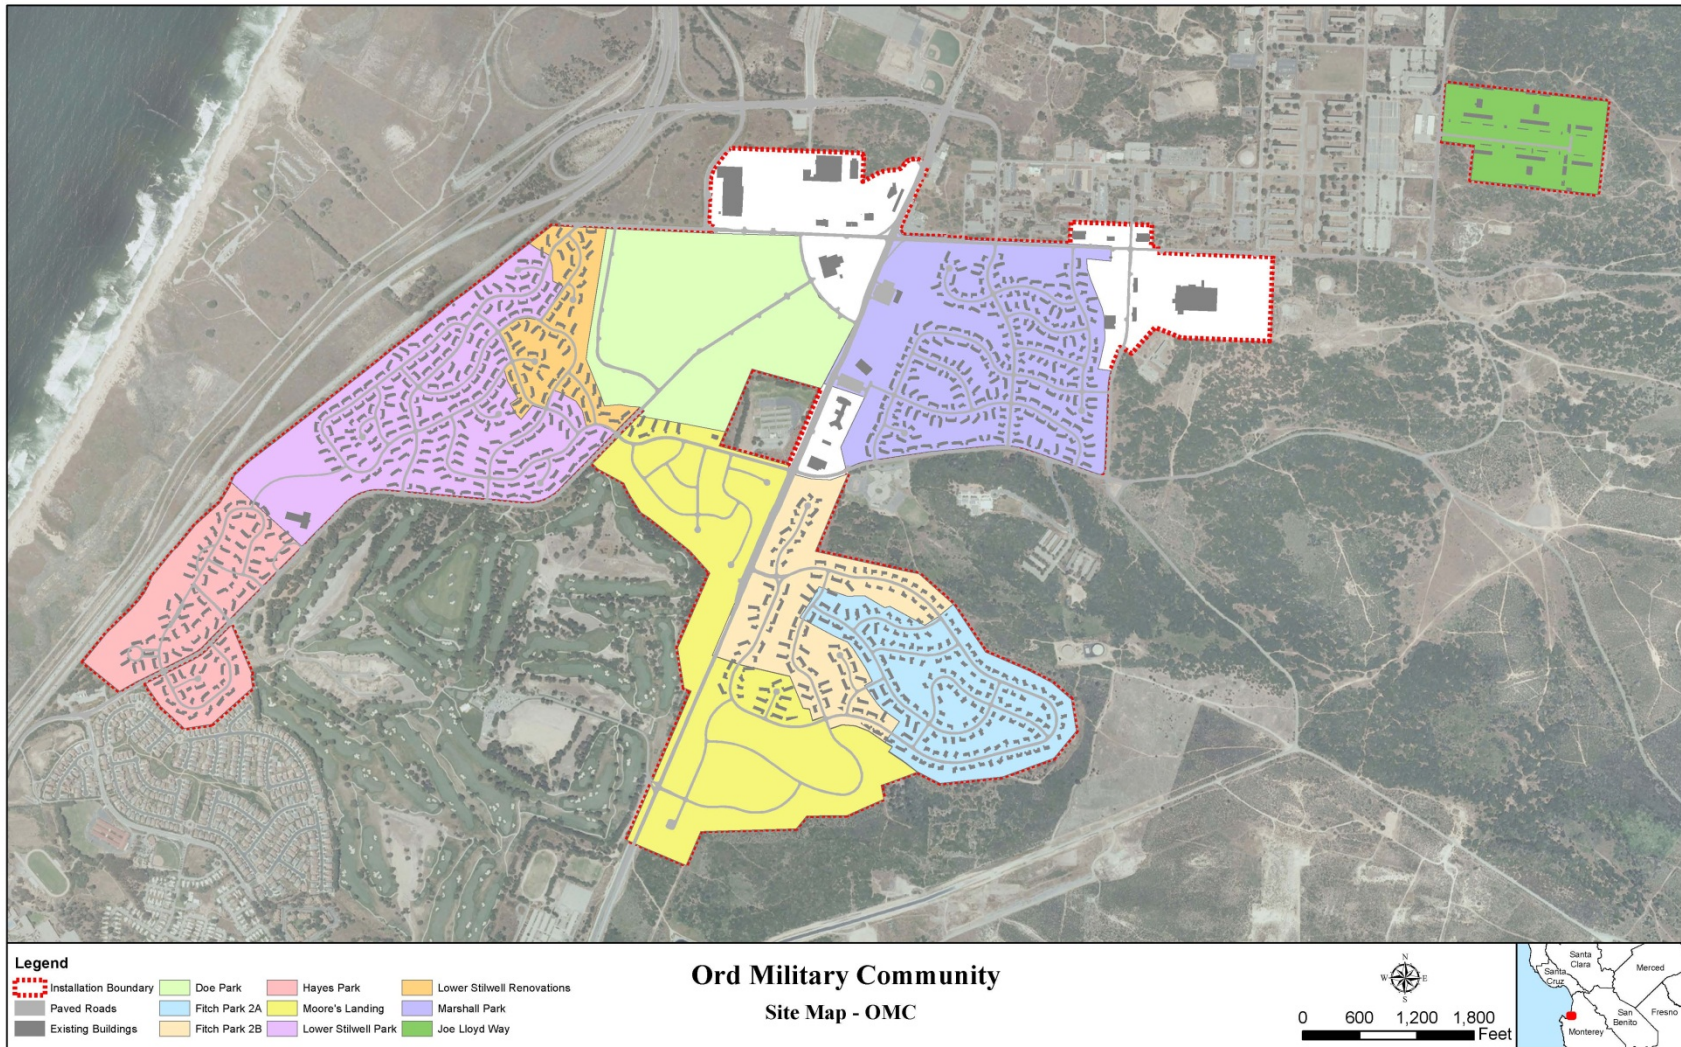 Legend
Installation Boundary
Paved Roads
Existing Buildings
Doe Park
Fitch Park 2A
Fitch Park 2B
Hayes Park
Moore's Landing
Lower Stilwell Park
Lower Stilwell Renovations
Marshall Park
Joe Lloyd Way
Ord Military Community
Site Map - OMC
N
W E
S
0 600 1,200 1,800
Feet
Santa
Clara
Santa
Cruz
Merced
San
Benito
Fresno
Monterey